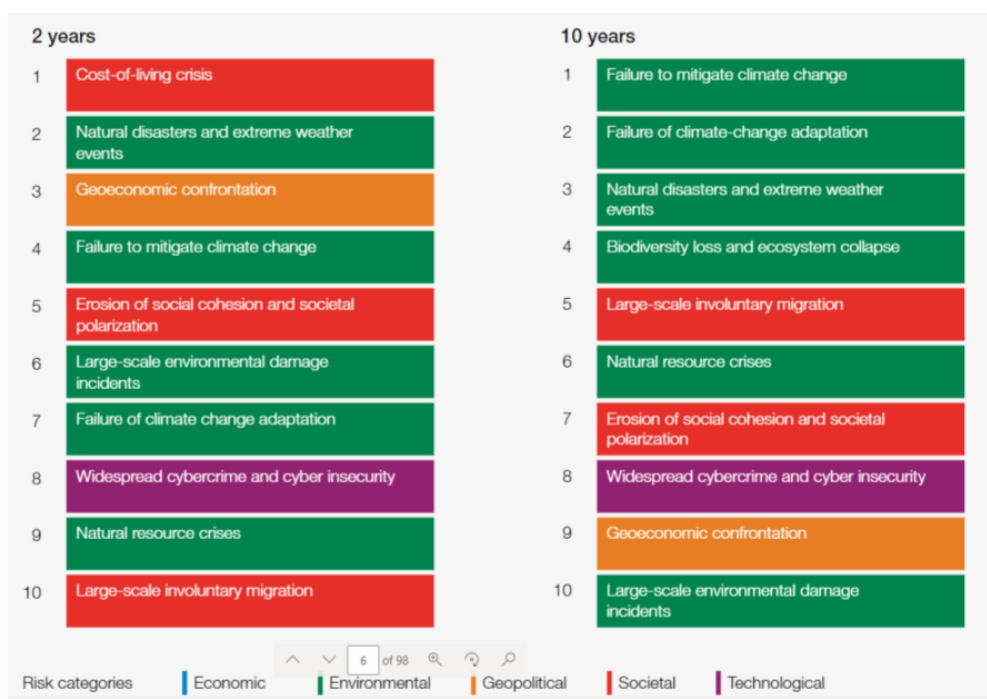 2 years
1 Cost-of-living crisis
2 Natural disasters and extreme weather
events
3 Geoeconomic confrontation
4 Failure to mitigate climate change
5 Erosion of social cohesion and societal
polarization
6 Large-scale environmental damage
incidents
7 Failure of climate change adaptation
8 Widespread cybercrime and cyber insecurity
9 Natural resource crises
10 Large-scale involuntary migration
10 years
1 Failure to mitigate climate change
2 Failure of climate-change adaptation
3 Natural disasters and extreme weather
events
4 Biodiversity loss and ecosystem collapse
5 Large-scale involuntary migration
6 Natural resource crises
7 Erosion of social cohesion and societal
polarization
8 Widespread cybercrime and cyber insecurity
9 Geoeconomic confrontation
10 Large-scale environmental damage
incidents
6 of 98
Risk categories Economic Environmental Geopolitical Societal Technological